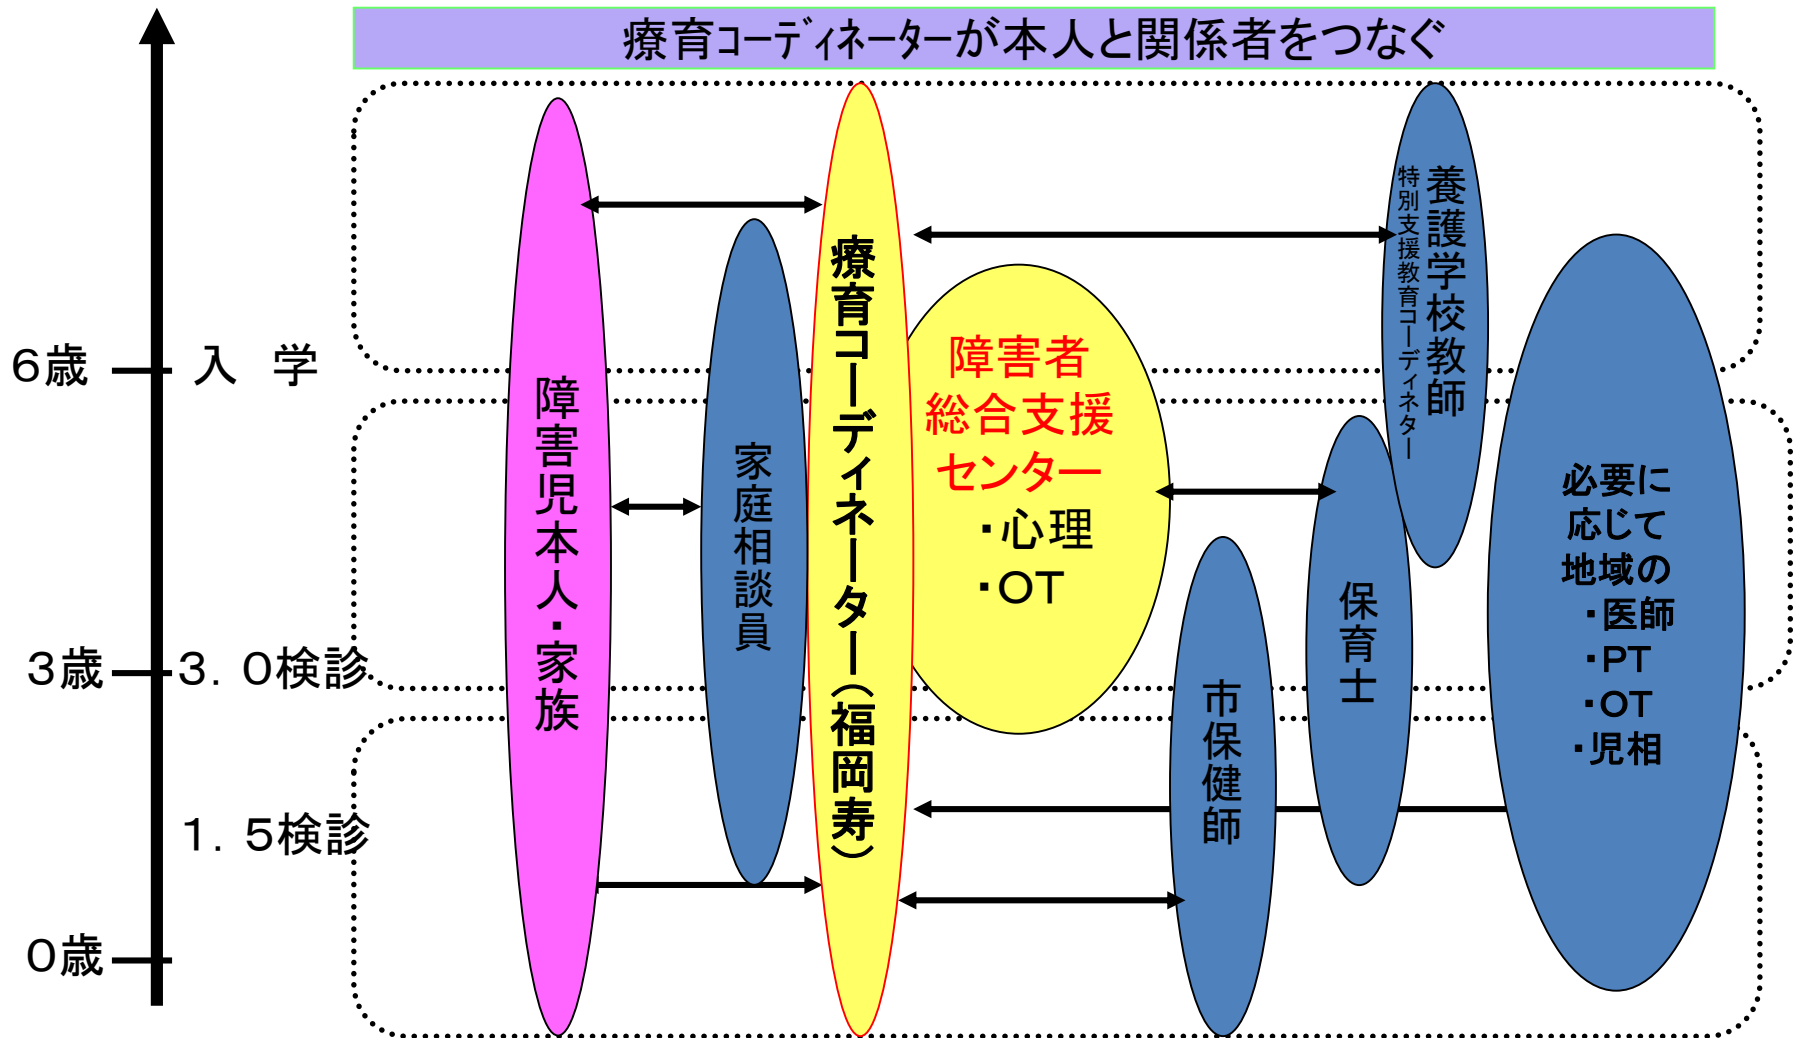 療育ｺｰﾃﾞｨﾈｰﾀｰが本人と関係者をつなぐ
6歳
入　学
3歳
3．0検診
1．5検診
0歳
障害児本人・家族
家庭相談員
療育コーディネーター（福岡寿）
障害者
総合支援
センター
・心理
・OT
市保健師
保育士
養護学校教師
特別支援教育コーディネター
必要に
応じて
地域の
・医師
・PT
・OT
・児相